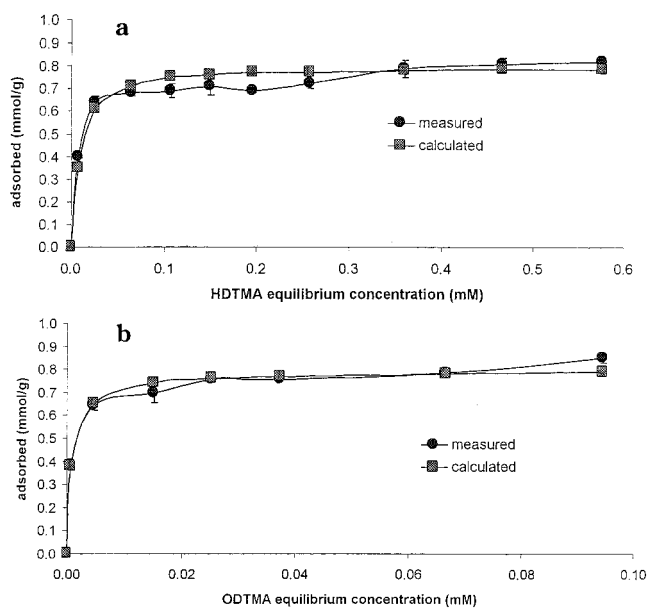 a
1.0
0.9
0.8
0.7
0.6
0.5
0.4
0.3
0.2
0.1
0.0
adsorbed (mmol/g)
measured
calculated
0.0 0.1 0.2 0.3 0.4 0.5 0.6
HDTMA equilibrium concentration (mM)
b
1.0
0.9
0.8
0.7
0.6
0.5
0.4
0.3
0.2
0.1
0.0
adsorbed (mmol/g)
measured
calculated
0.00 0.02 0.04 0.06 0.08 0.10
ODTMA equilibrium concentration (mM)